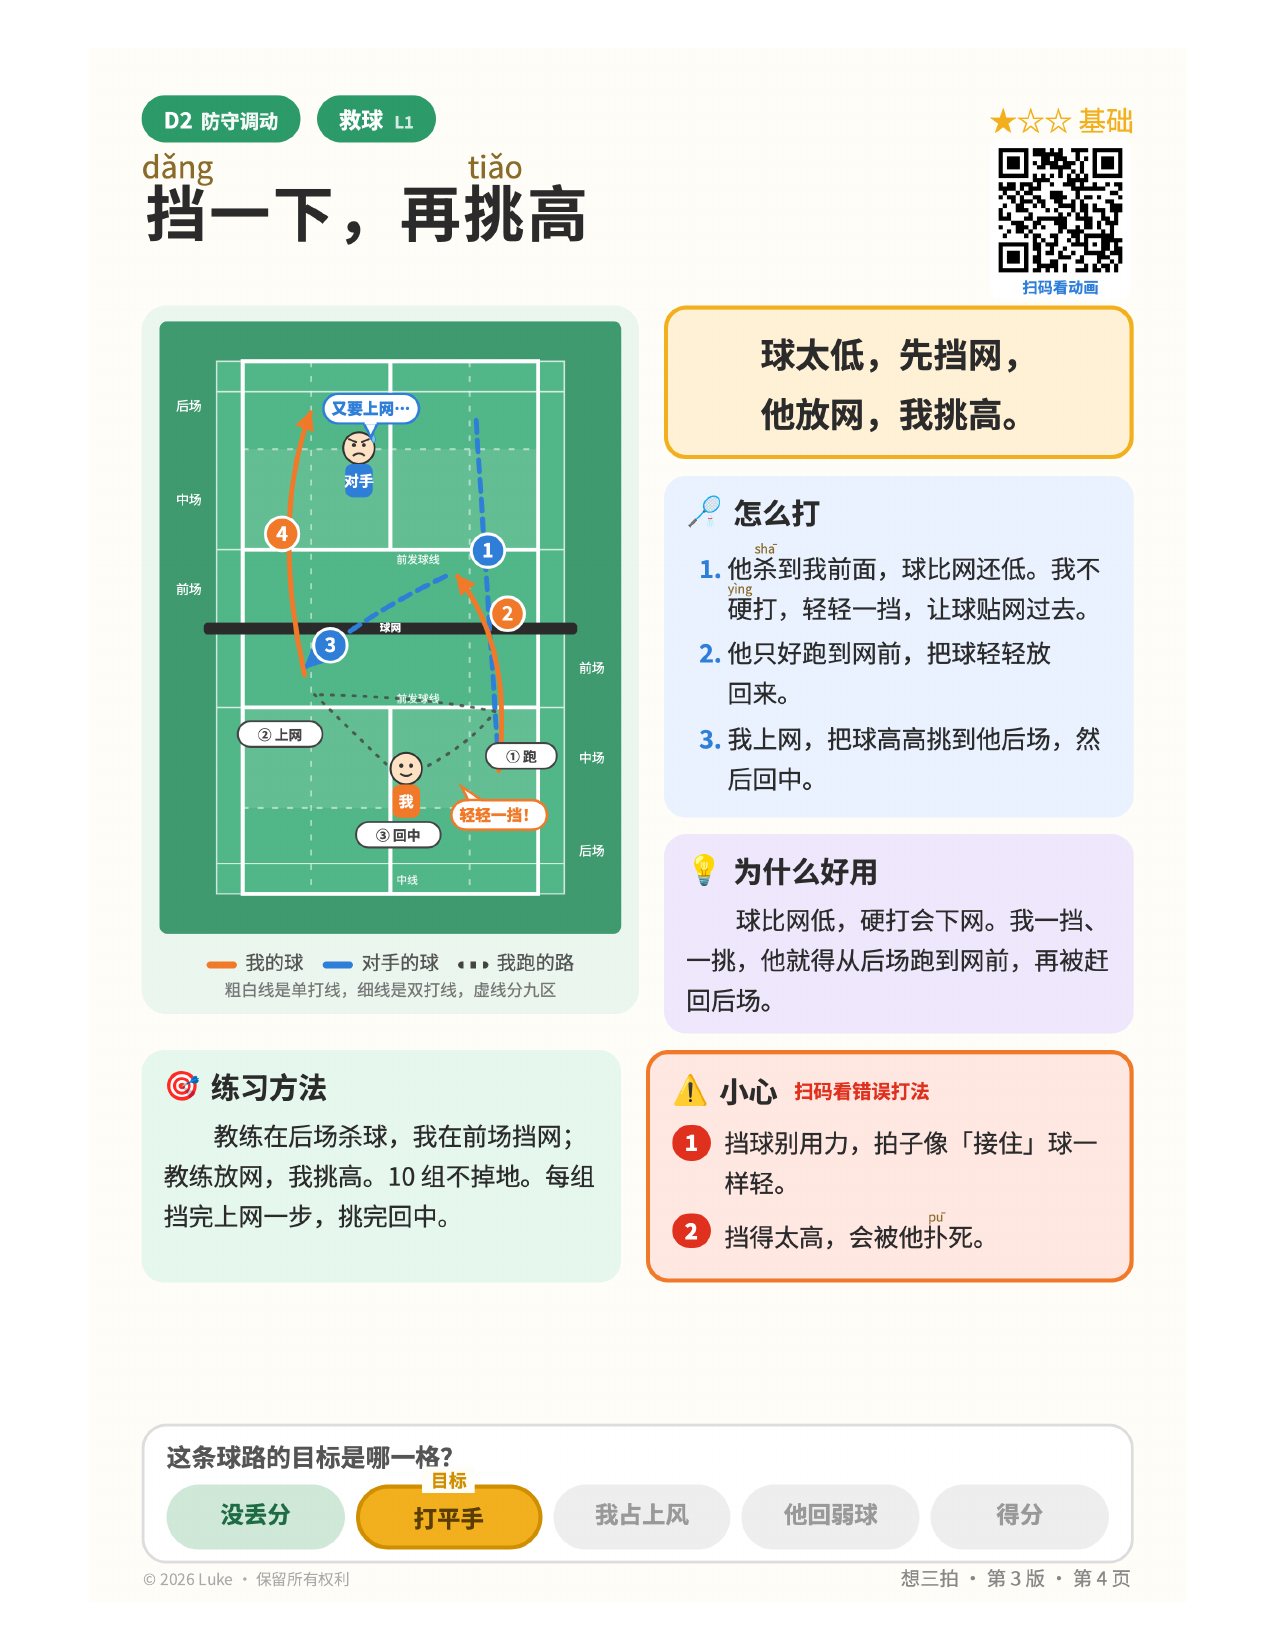 D2 防守调动
救球 L1
★☆☆ 基础
dǎng tiǎo
挡一下，再挑高
扫码看动画
后场
中场
前场
又要上网…
对手
4
1
前发球线
2
球网
3
前场
前发球线
② 上网
① 跑
中场
我
轻轻一挡！
③ 回中
后场
中线
我的球 对手的球 我跑的路
粗白线是单打线，细线是双打线，虚线分九区
球太低，先挡网，
他放网，我挑高。
怎么打
shā
1. 他杀到我前面，球比网还低。我不
yìng
硬打，轻轻一挡，让球贴网过去。
2. 他只好跑到网前，把球轻轻放
回来。
3. 我上网，把球高高挑到他后场，然
后回中。
为什么好用
球比网低，硬打会下网。我一挡、
一挑，他就得从后场跑到网前，再被赶
回后场。
练习方法
教练在后场杀球，我在前场挡网；
教练放网，我挑高。10 组不掉地。每组
挡完上网一步，挑完回中。
小心 扫码看错误打法
1 挡球别用力，拍子像「接住」球一
样轻。
pū
2 挡得太高，会被他扑死。
这条球路的目标是哪一格？
目标
没丢分 打平手 我占上风 他回弱球 得分
© 2026 Luke · 保留所有权利
想三拍 · 第 3 版 · 第 4 页